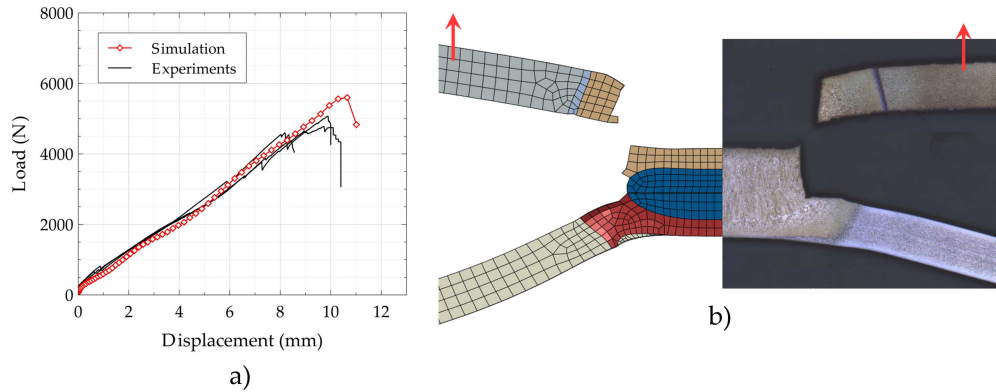 8000
6000
4000
2000
0
Load (N)
Simulation
Experiments
0
2
4
6
8
10
12
Displacement (mm)
a)
b)